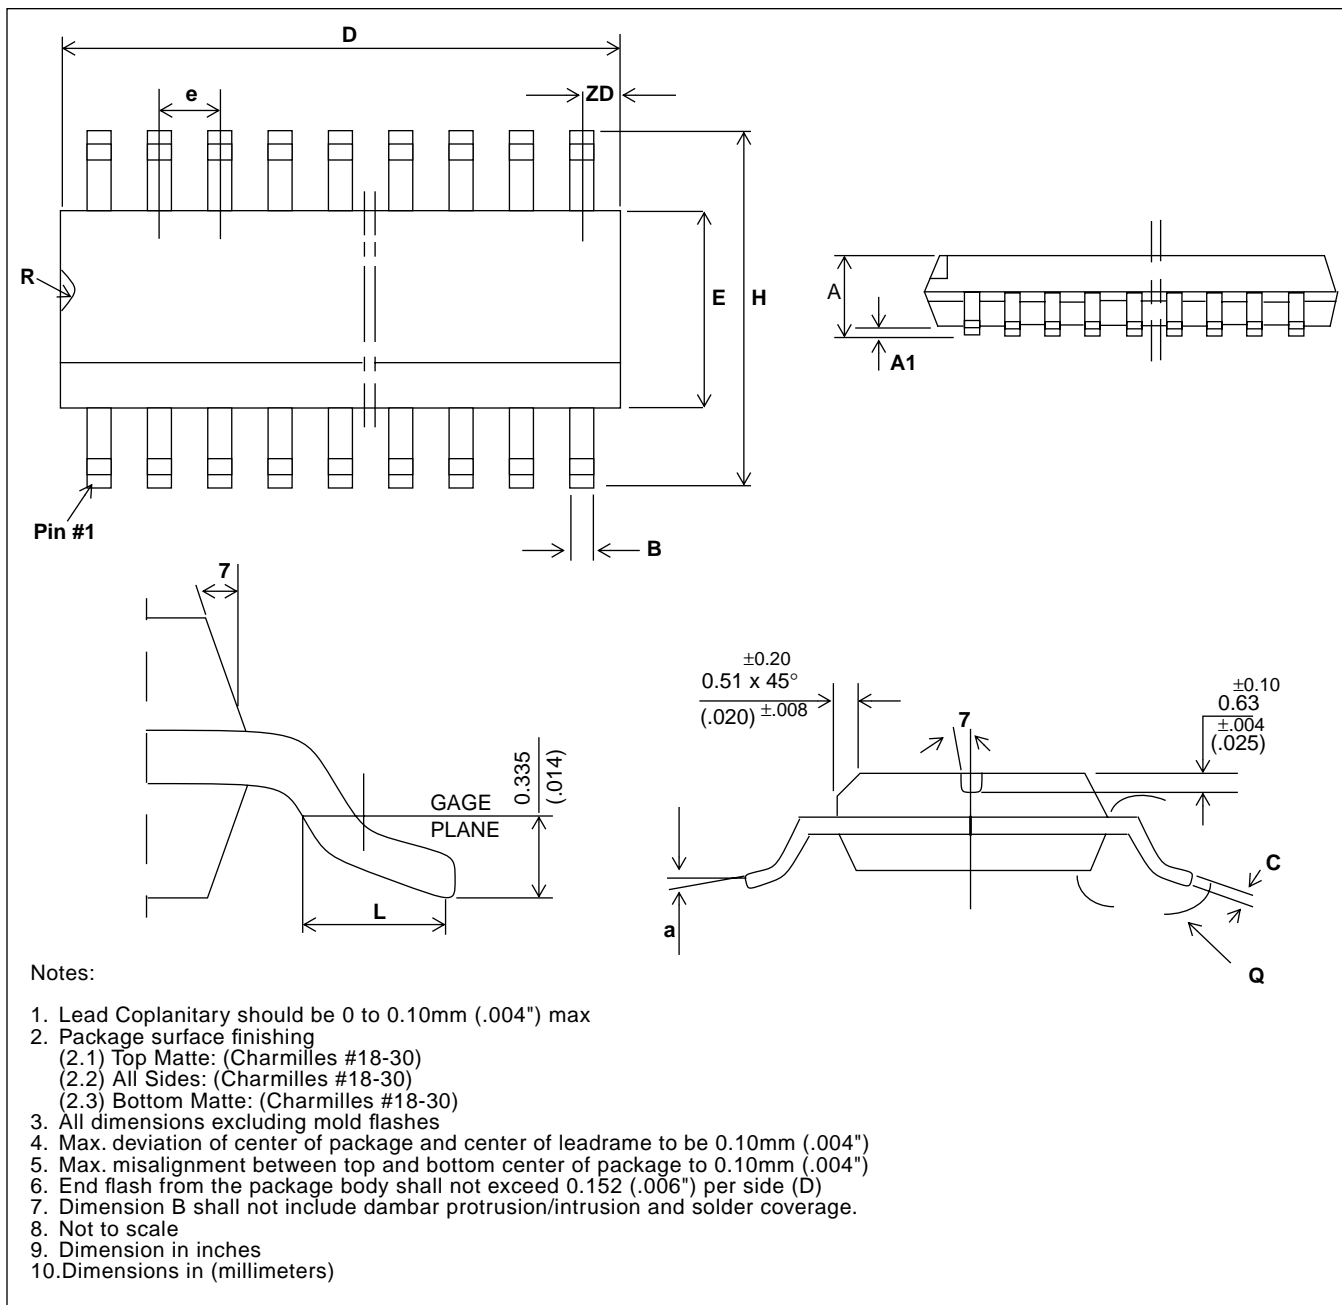 D
e
ZD
R
E
H
A
A1
Pin #1
B
7
±0.20
0.51 x 45°
(.020) ±.008
±0.10
0.63
±.004
(.025)
7
0.335
(.014)
GAGE
PLANE
L
a
C
Q
Notes:
1. Lead Coplanitary should be 0 to 0.10mm (.004") max
2. Package surface finishing
(2.1) Top Matte: (Charmilles #18-30)
(2.2) All Sides: (Charmilles #18-30)
(2.3) Bottom Matte: (Charmilles #18-30)
3. All dimensions excluding mold flashes
4. Max. deviation of center of package and center of leadrame to be 0.10mm (.004")
5. Max. misalignment between top and bottom center of package to 0.10mm (.004")
6. End flash from the package body shall not exceed 0.152 (.006") per side (D)
7. Dimension B shall not include dambar protrusion/intrusion and solder coverage.
8. Not to scale
9. Dimension in inches
10.Dimensions in (millimeters)